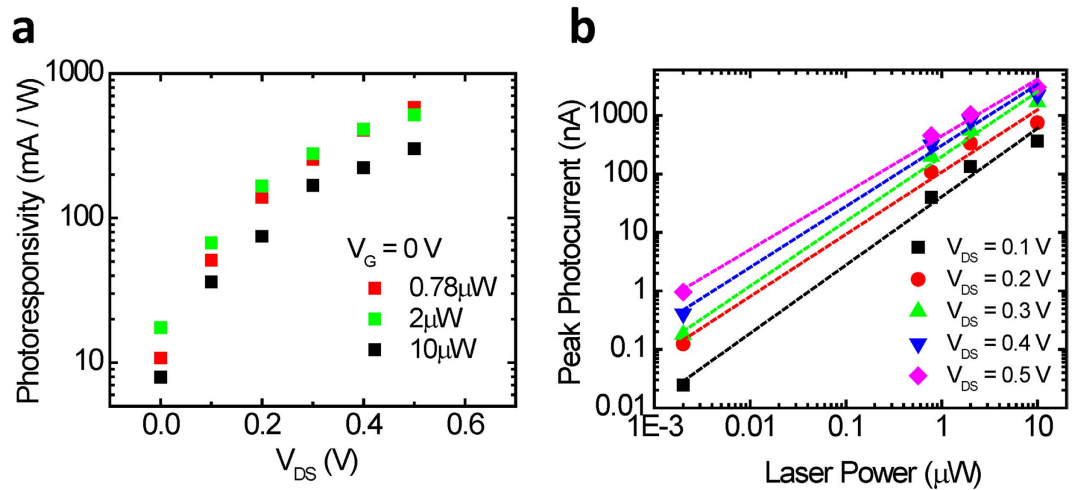 a
1000
100
10
0.0
0.2
0.4
0.6
Photoresponsivity (mA / W)
V_DS (V)
V_G = 0 V
0.78μW
2μW
10μW
b
1000
100
10
1
0.1
0.01
1E-3
0.01
0.1
1
10
Peak Photocurrent (nA)
Laser Power (μW)
V_DS = 0.1 V
V_DS = 0.2 V
V_DS = 0.3 V
V_DS = 0.4 V
V_DS = 0.5 V